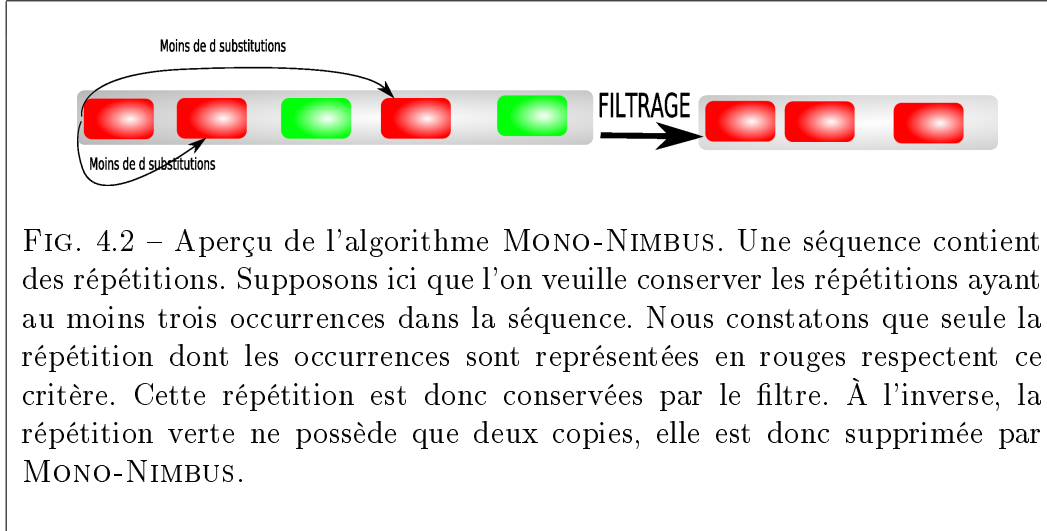 Moins de d substitutions
FILTRAGE
Moins de d substitutions
FIG. 4.2 – Aperçu de l'algorithme MONO-NIMBUS. Une séquence contient
des répétitions. Supposons ici que l'on veuille conserver les répétitions ayant
au moins trois occurrences dans la séquence. Nous constatons que seule la
répétition dont les occurrences sont représentées en rouges respectent ce
critère. Cette répétition est donc conservées par le filtre. À l'inverse, la
répétition verte ne possède que deux copies, elle est donc supprimée par
MONO-NIMBUS.